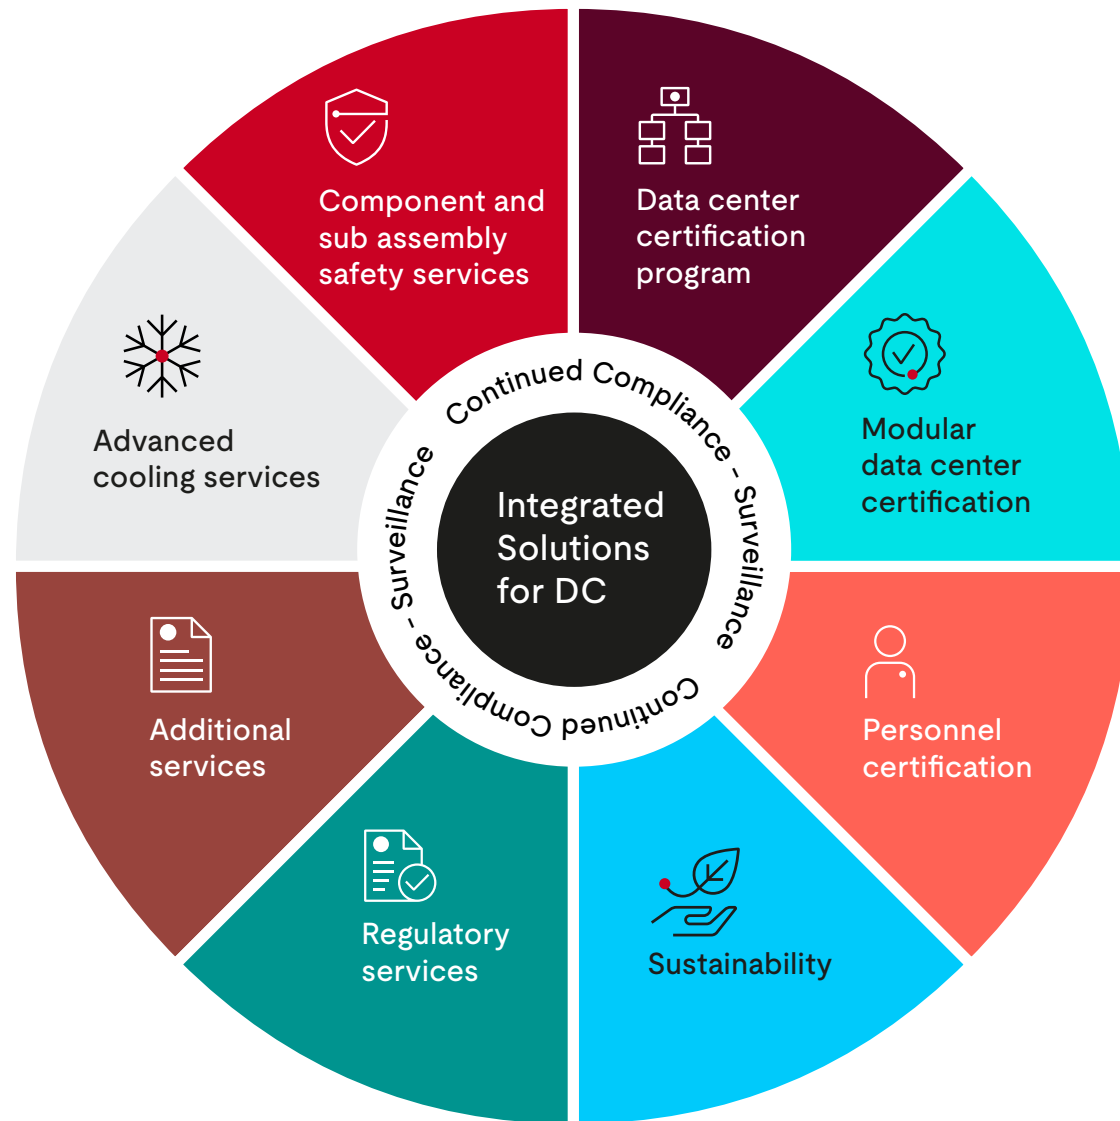 Component and
sub assembly
safety services
Data center
certification
program
Modular
data center
certification
Personnel
certification
Sustainability
Regulatory
services
Additional
services
Advanced
cooling services
Continued Compliance - Surveillance
Continued Compliance - Surveillance
Integrated
Solutions
for DC